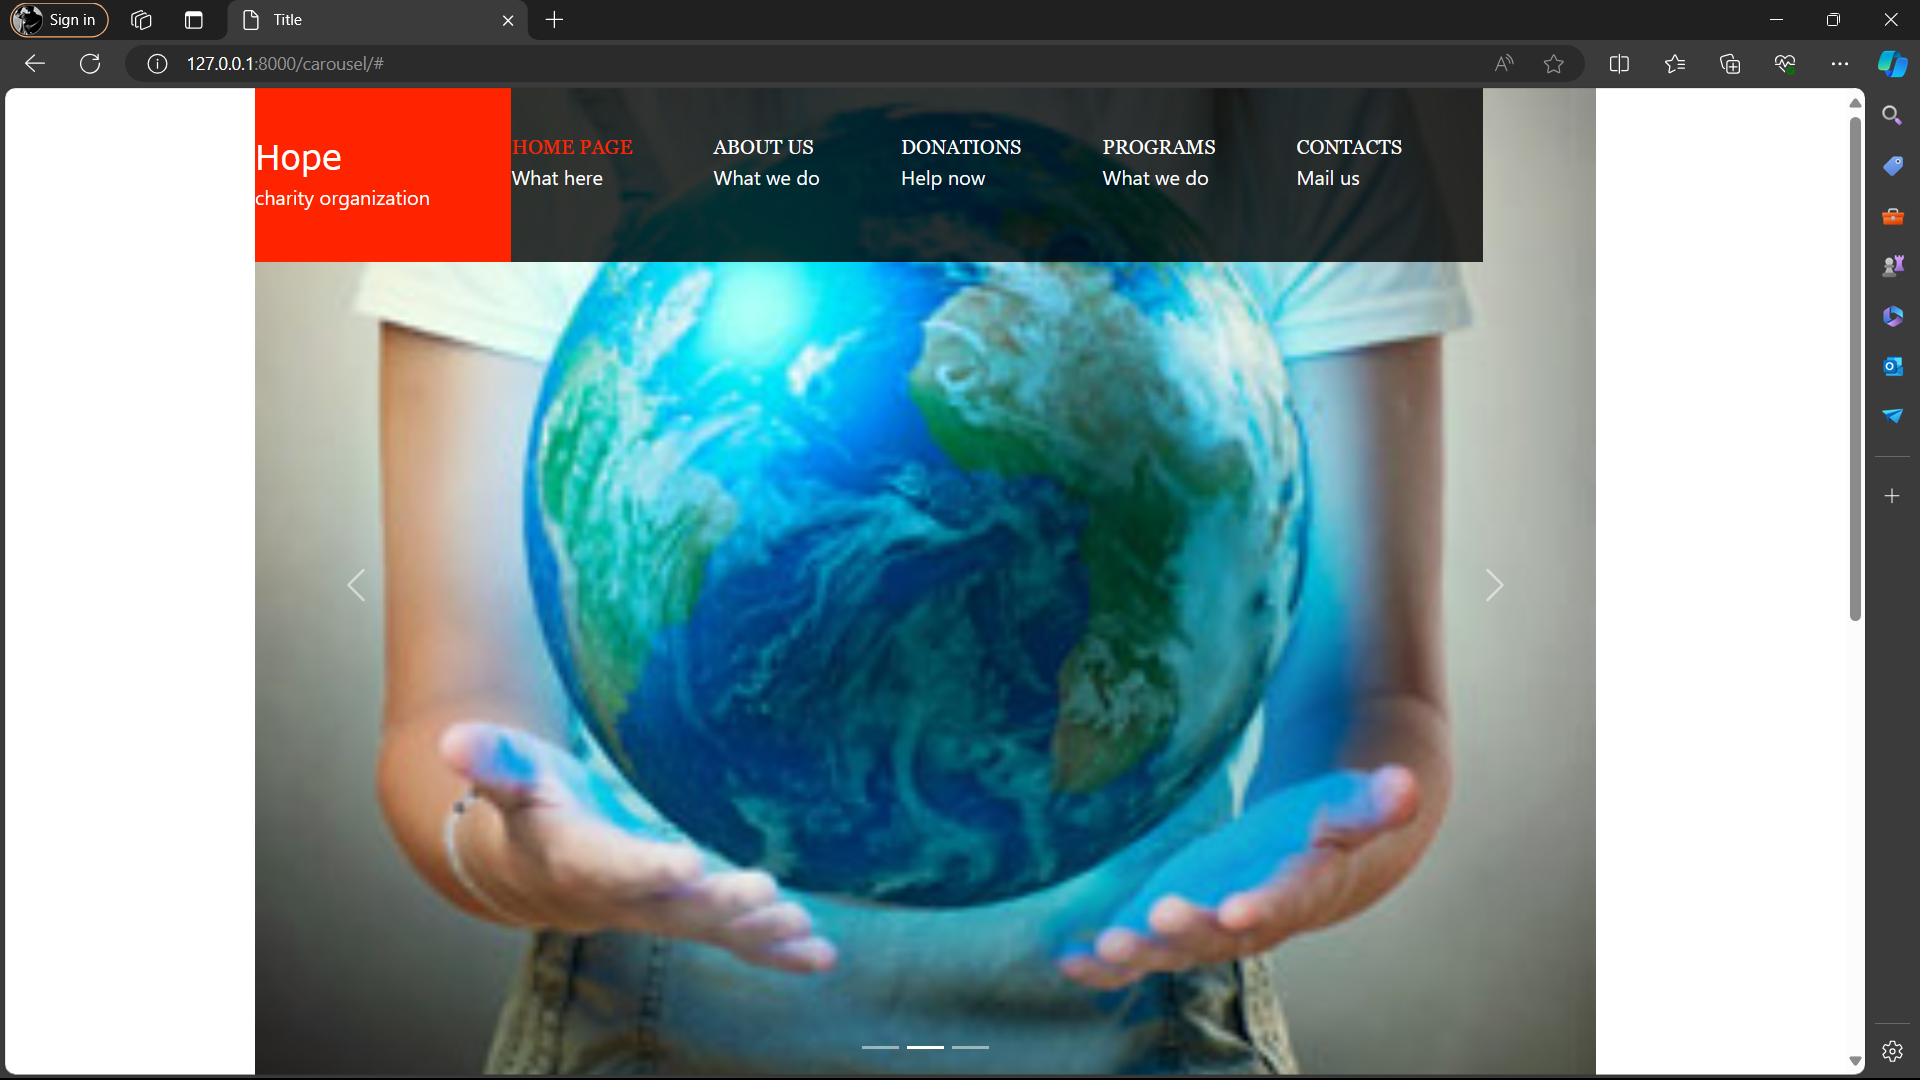 Sign in
Title
127.0.0.1:8000/carousel/#
Hope
charity organization
HOME PAGE
What here
ABOUT US
What we do
DONATIONS
Help now
PROGRAMS
What we do
CONTACTS
Mail us